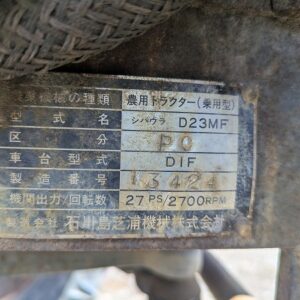 機械の種類 農用トラクター(乗用型)
型式名 シバウラ D23MF
区分 PO
車台型式 DIF
製造番号
機関出力/回転数 27PS/2700RPM
石川島芝浦機械株式会社